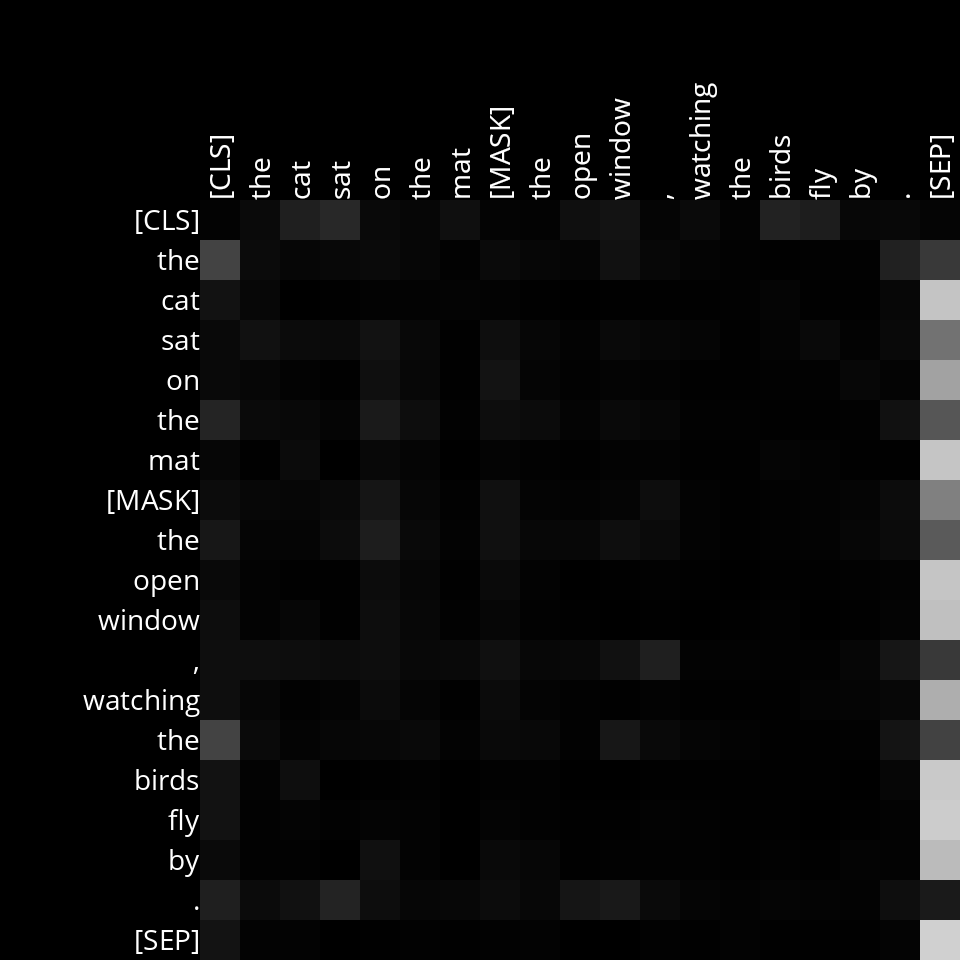 [CLS] the cat sat on the mat [MASK] the open window , watching the birds fly by . [SEP]
[CLS]
the
cat
sat
on
the
mat
[MASK]
the
open
window
,
watching
the
birds
fly
by
.
[SEP]